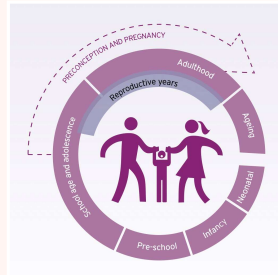 PRECONCEPTION AND PREGNANCY
Adulthood
Reproductive years
Ageing
Neonatal
Infancy
Pre-school
School age and adolescence